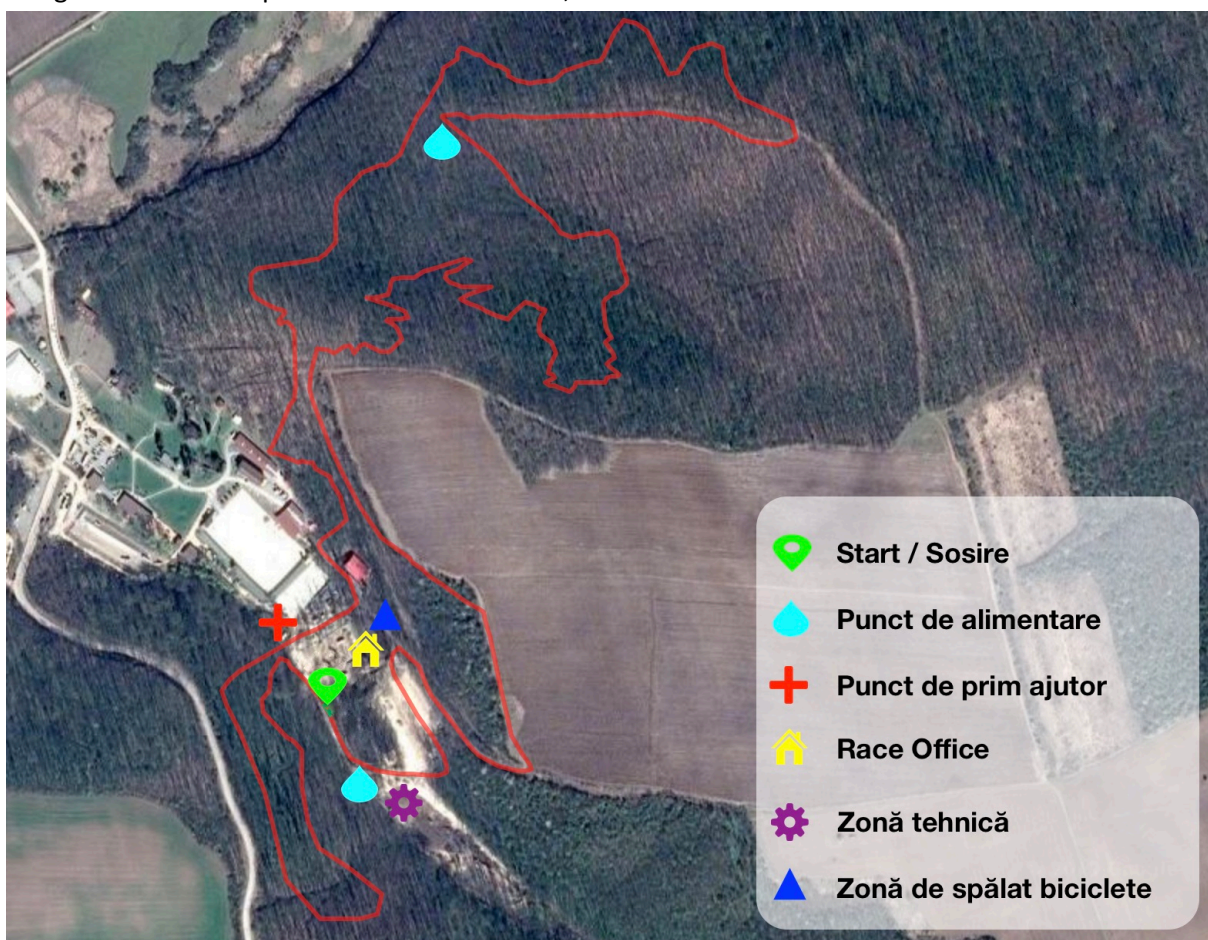 Start / Sosire
Punct de alimentare
Punct de prim ajutor
Race Office
Zonă tehnică
Zonă de spălat biciclete